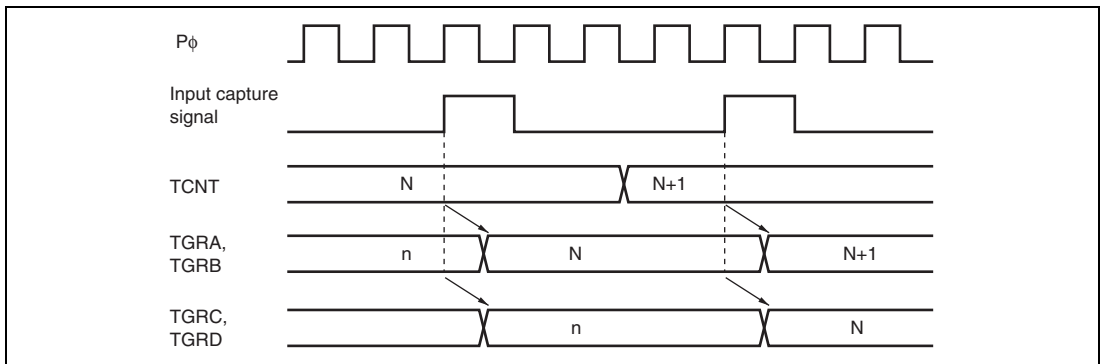 Pϕ
Input capture
signal
TCNT
N
N+1
TGRA,
TGRB
n
N
N+1
TGRC,
TGRD
n
N